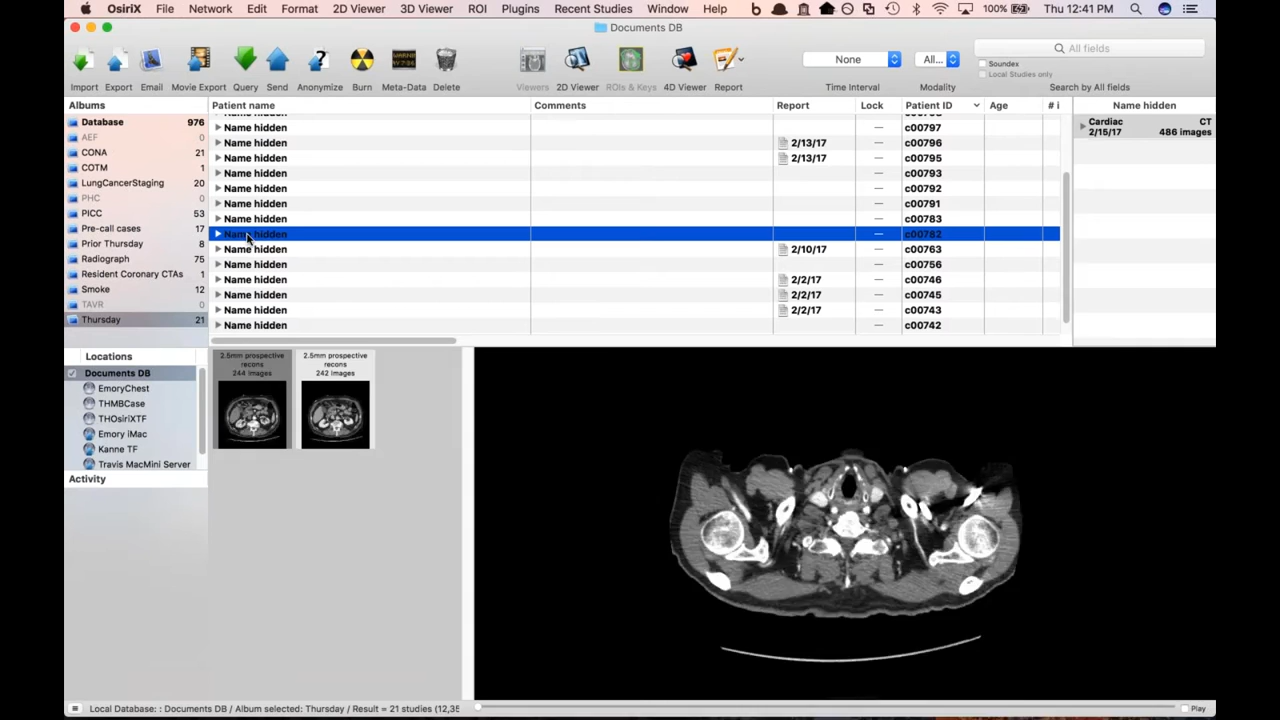 OsiriX File Network Edit Format 2D Viewer 3D Viewer ROI Plugins Recent Studies Window Help 100% Thu 12:41 PM
Documents DB
None All... All fields
Soundex
Local Studies only
Import Export Email Movie Export Query Send Anonymize Burn Meta-Data Delete Viewers 2D Viewer ROIs & Keys 4D Viewer Report Time Interval Modality Search by All fields
Albums Patient name Comments Report Lock Patient ID Age # i Name hidden
Database 976
AEF 0
CONA 21
COTM 1
LungCancerStaging 20
PHC 0
PICC 53
Pre-call cases 17
Prior Thursday 8
Radiograph 75
Resident Coronary CTAs 1
Smoke 12
TAVR 0
Thursday 21
Name hidden — c00797
Name hidden 2/13/17 — c00796
Name hidden 2/13/17 — c00795
Name hidden — c00793
Name hidden — c00792
Name hidden — c00791
Name hidden — c00783
Name hidden — c00782
Name hidden 2/10/17 — c00763
Name hidden — c00756
Name hidden 2/2/17 — c00746
Name hidden 2/2/17 — c00745
Name hidden 2/2/17 — c00743
Name hidden — c00742
Cardiac CT
2/15/17 486 images
Locations
Documents DB
EmoryChest
THMBCase
THOsiriXTF
Emory iMac
Kanne TF
Travis MacMini Server
Activity
2.5mm prospective
recons
244 Images
2.5mm prospective
recons
242 Images
Local Database: : Documents DB / Album selected: Thursday / Result = 21 studies (12,35
Play